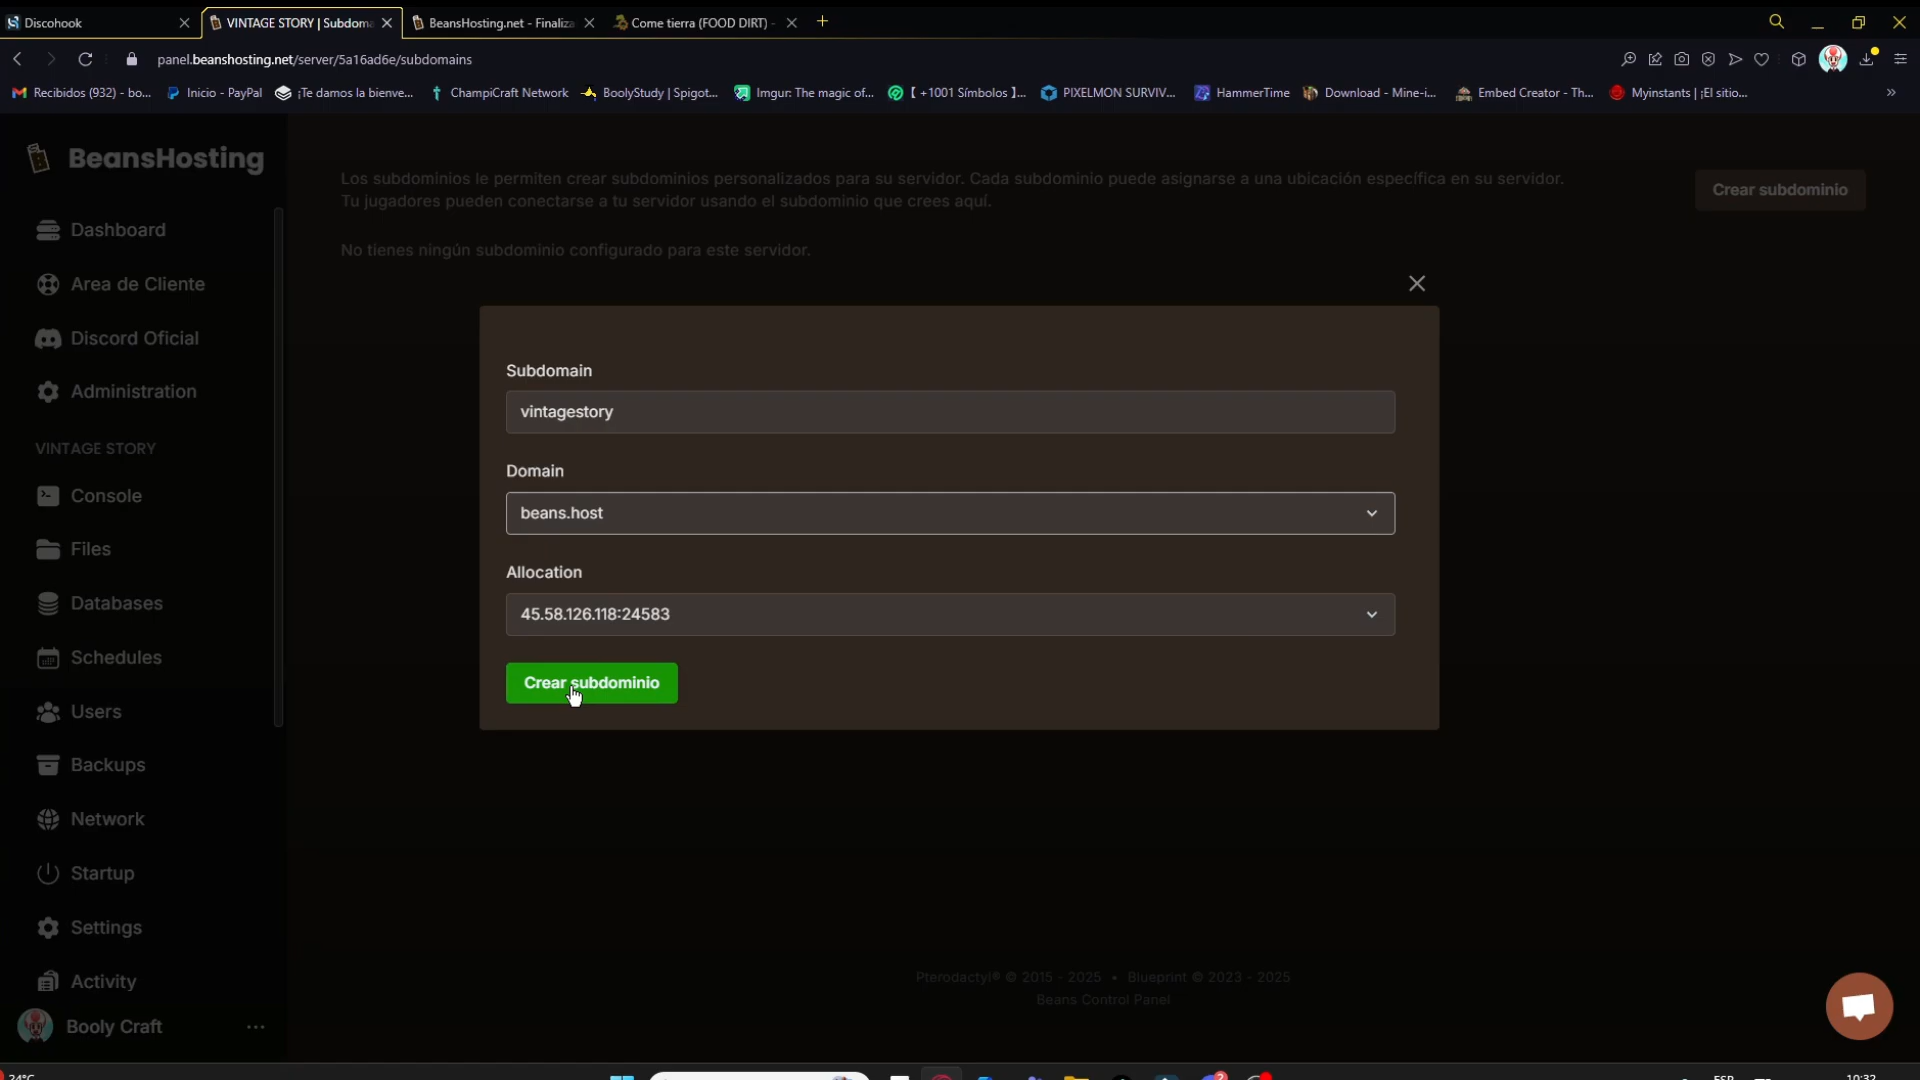 Discohook
VINTAGE STORY | Subdom
BeansHosting.net - Finaliza
Come tierra (FOOD DIRT) -
panel.beanshosting.net/server/5a16ad6e/subdomains
Recibidos (932) - bo...
Inicio - PayPal
¡Te damos la bienve...
ChampiCraft Network
BoolyStudy | Spigot...
Imgur: The magic of...
【 +1001 Símbolos 】...
PIXELMON SURVIV...
HammerTime
Download - Mine-i...
Embed Creator - Th...
Myinstants | ¡El sitio...
»
BeansHosting
Dashboard
Area de Cliente
Discord Oficial
Administration
VINTAGE STORY
Console
Files
Databases
Schedules
Users
Backups
Network
Startup
Settings
Activity
Booly Craft
Los subdominios le permiten crear subdominios personalizados para su servidor. Cada subdominio puede asignarse a una ubicación específica en su servidor.
Tu jugadores pueden conectarse a tu servidor usando el subdominio que crees aquí.
Crear subdominio
No tienes ningún subdominio configurado para este servidor.
Subdomain
vintagestory
Domain
beans.host
Allocation
45.58.126.118:24583
Crear subdominio
Pterodactyl® © 2015 - 2025 • Blueprint © 2023 - 2025
Beans Control Panel
24°C
2
ESP
10:32